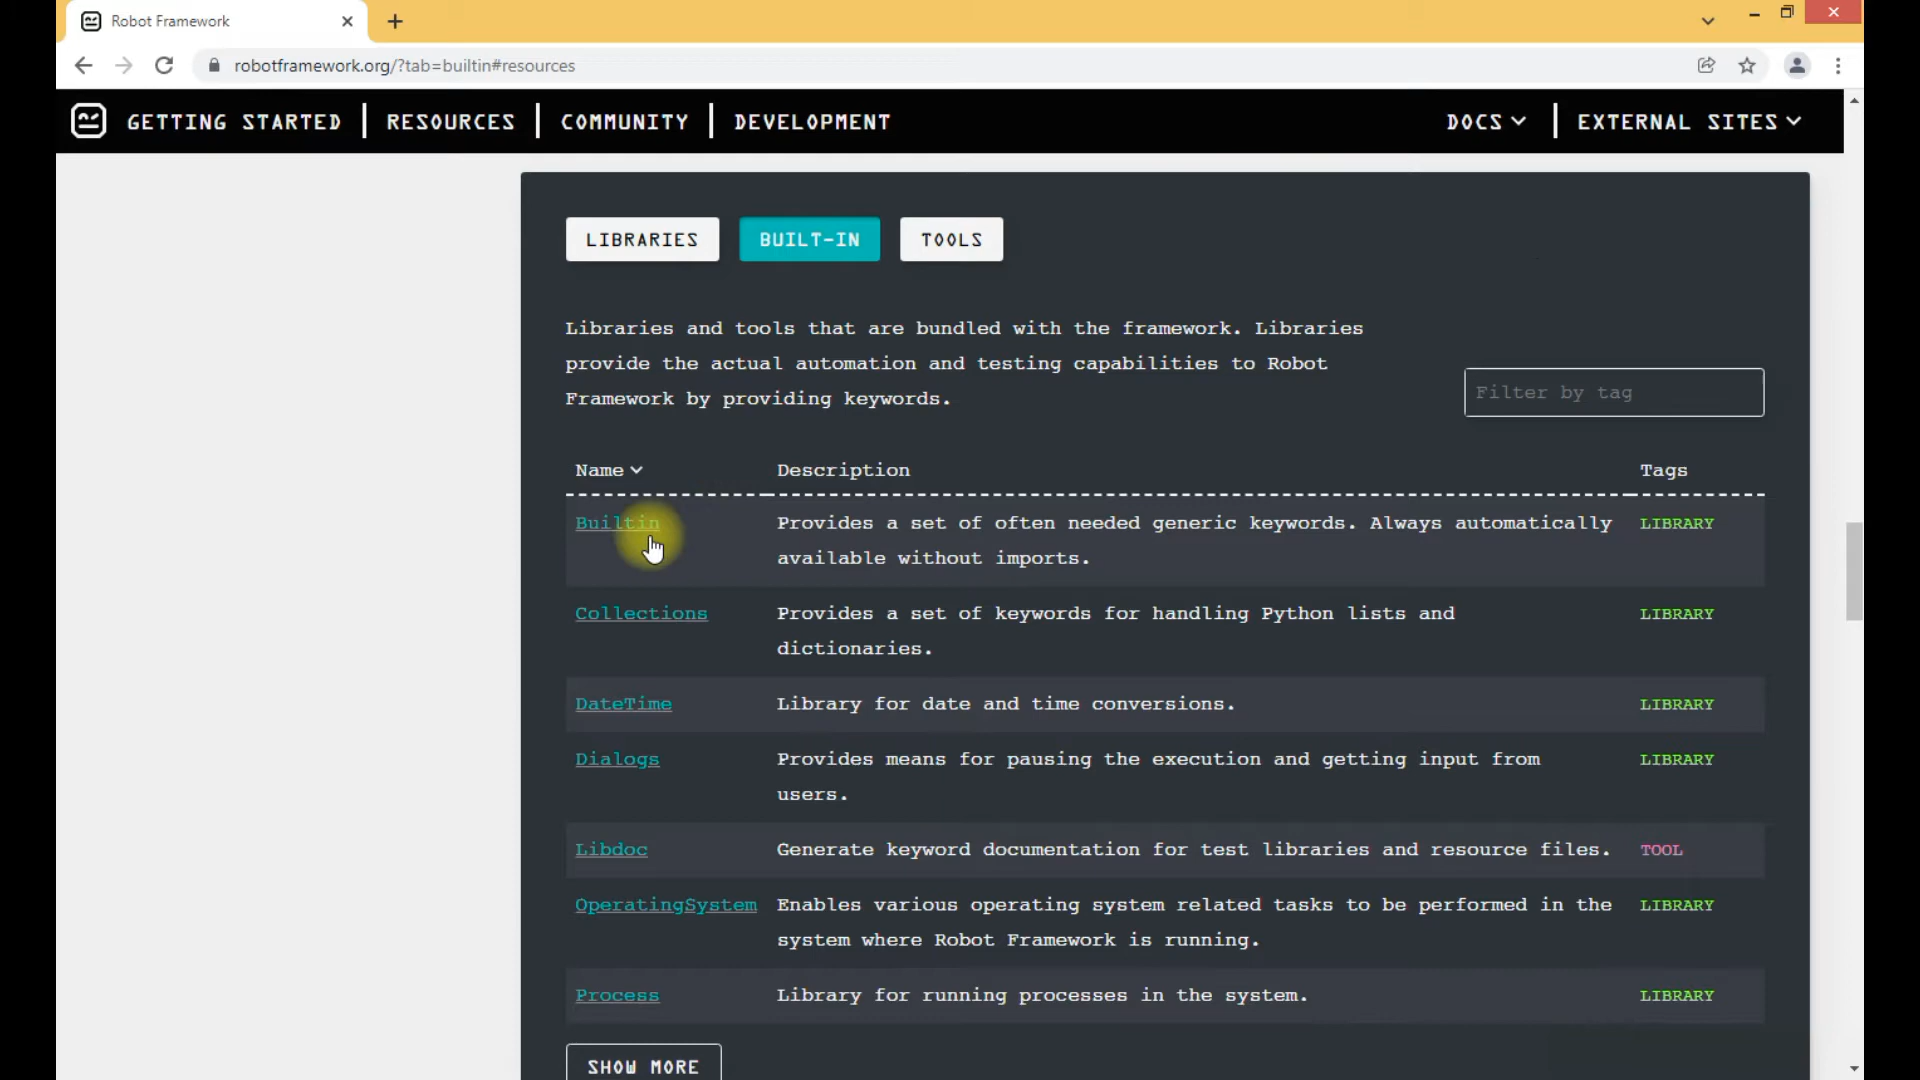 Robot Framework
robotframework.org/?tab=builtin#resources
GETTING STARTED RESOURCES COMMUNITY DEVELOPMENT DOCS EXTERNAL SITES
LIBRARIES BUILT-IN TOOLS
Libraries and tools that are bundled with the framework. Libraries
provide the actual automation and testing capabilities to Robot
Framework by providing keywords.
Filter by tag
Name Description Tags
Builtin Provides a set of often needed generic keywords. Always automatically LIBRARY
available without imports.
Collections Provides a set of keywords for handling Python lists and LIBRARY
dictionaries.
DateTime Library for date and time conversions. LIBRARY
Dialogs Provides means for pausing the execution and getting input from LIBRARY
users.
Libdoc Generate keyword documentation for test libraries and resource files. TOOL
OperatingSystem Enables various operating system related tasks to be performed in the LIBRARY
system where Robot Framework is running.
Process Library for running processes in the system. LIBRARY
SHOW MORE